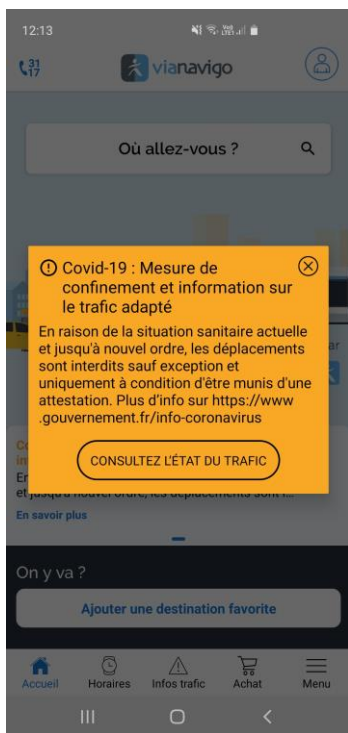 12:13
31
17
vianavigo
Où allez-vous ?
Covid-19 : Mesure de
confinement et information sur
le trafic adapté
En raison de la situation sanitaire actuelle
et jusqu'à nouvel ordre, les déplacements
sont interdits sauf exception et
uniquement à condition d'être munis d'une
attestation. Plus d'info sur https://www
.gouvernement.fr/info-coronavirus
CONSULTEZ L'ÉTAT DU TRAFIC
et jusqu'à nouvel ordre, les déplacements sont i...
En savoir plus
On y va ?
Ajouter une destination favorite
Accueil
Horaires
Infos trafic
Achat
Menu